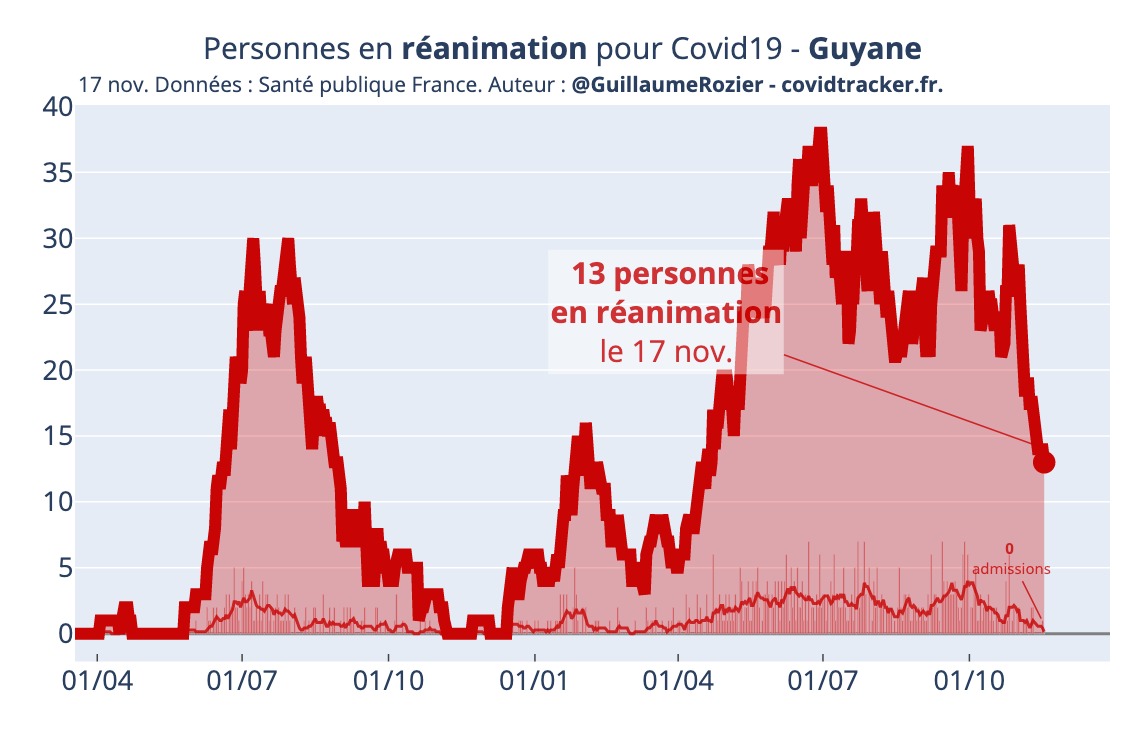 Personnes en réanimation pour Covid19 - Guyane
17 nov. Données : Santé publique France. Auteur : @GuillaumeRozier - covidtracker.fr.
40
35
30
25
20
15
10
5
0
13 personnes
en réanimation
le 17 nov.
0
admissions
01/04
01/07
01/10
01/01
01/04
01/07
01/10